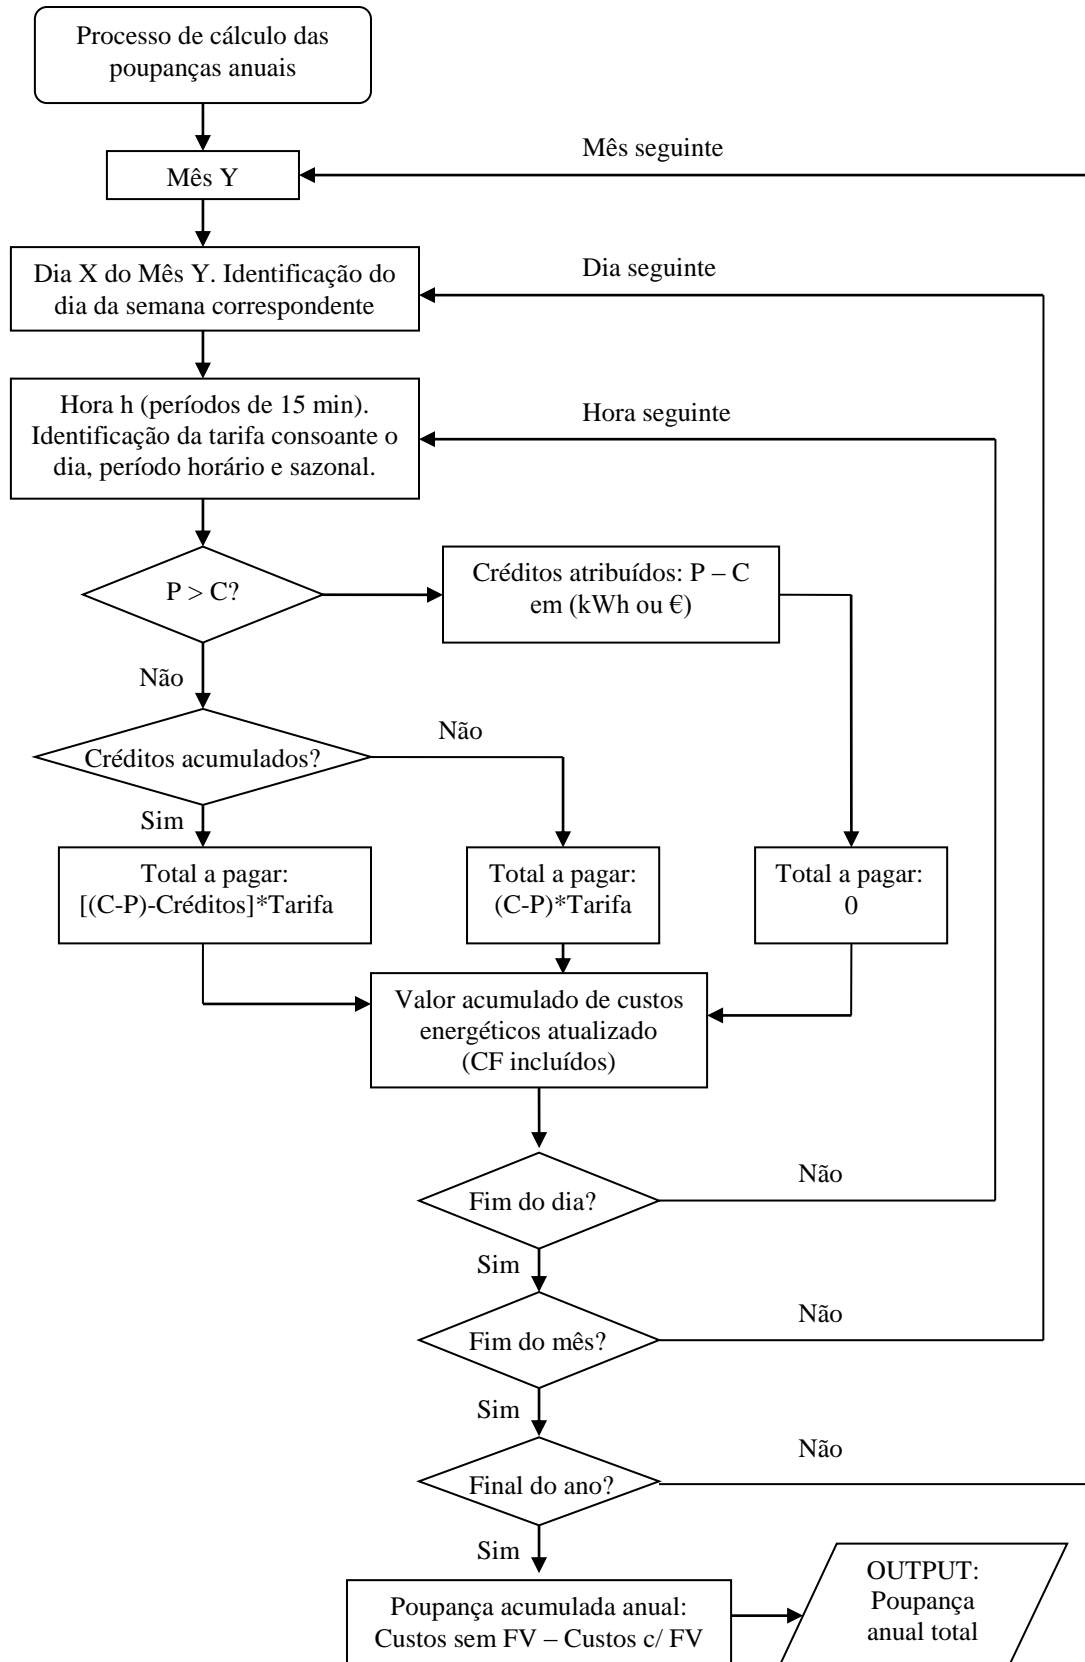 Processo de cálculo das
poupanças anuais
Mês seguinte
Mês Y
Dia seguinte
Dia X do Mês Y. Identificação do
dia da semana correspondente
Hora seguinte
Hora h (períodos de 15 min).
Identificação da tarifa consoante o
dia, período horário e sazonal.
P > C?
Créditos atribuídos: P – C
em (kWh ou €)
Não
Não
Créditos acumulados?
Sim
Total a pagar:
[(C-P)-Créditos]*Tarifa
Total a pagar:
(C-P)*Tarifa
Total a pagar:
0
Valor acumulado de custos
energéticos atualizado
(CF incluídos)
Não
Fim do dia?
Sim
Não
Fim do mês?
Sim
Não
Final do ano?
Sim
Poupança acumulada anual:
Custos sem FV – Custos c/ FV
OUTPUT:
Poupança
anual total